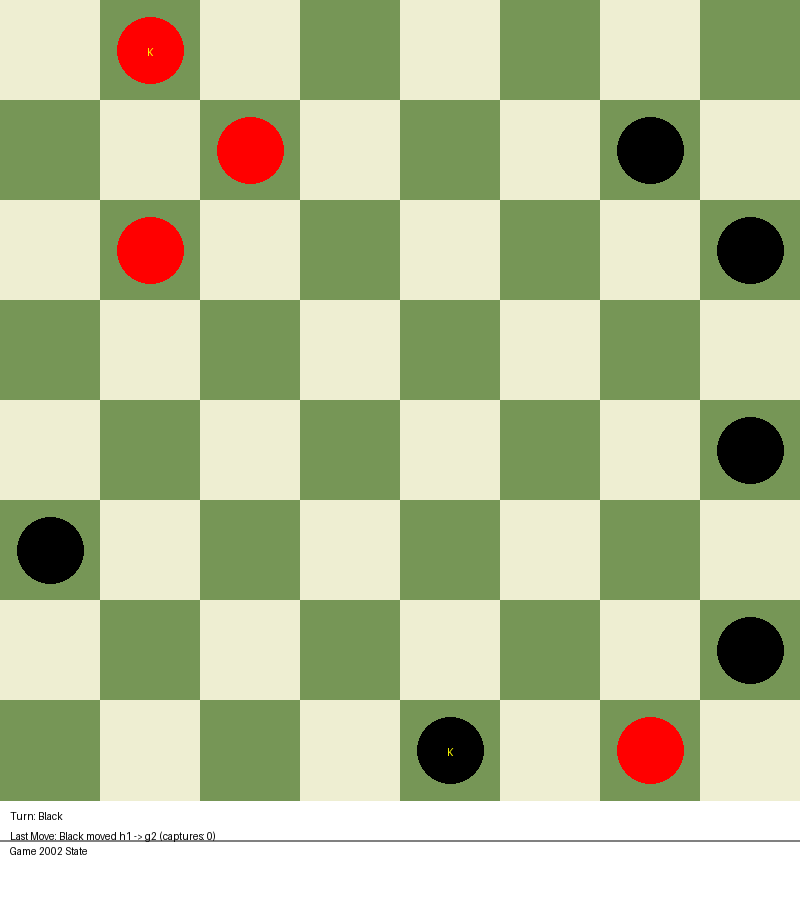 K
K
Turn: Black
Last Move: Black moved h1 -> g2 (captures: 0)
Game 2002 State